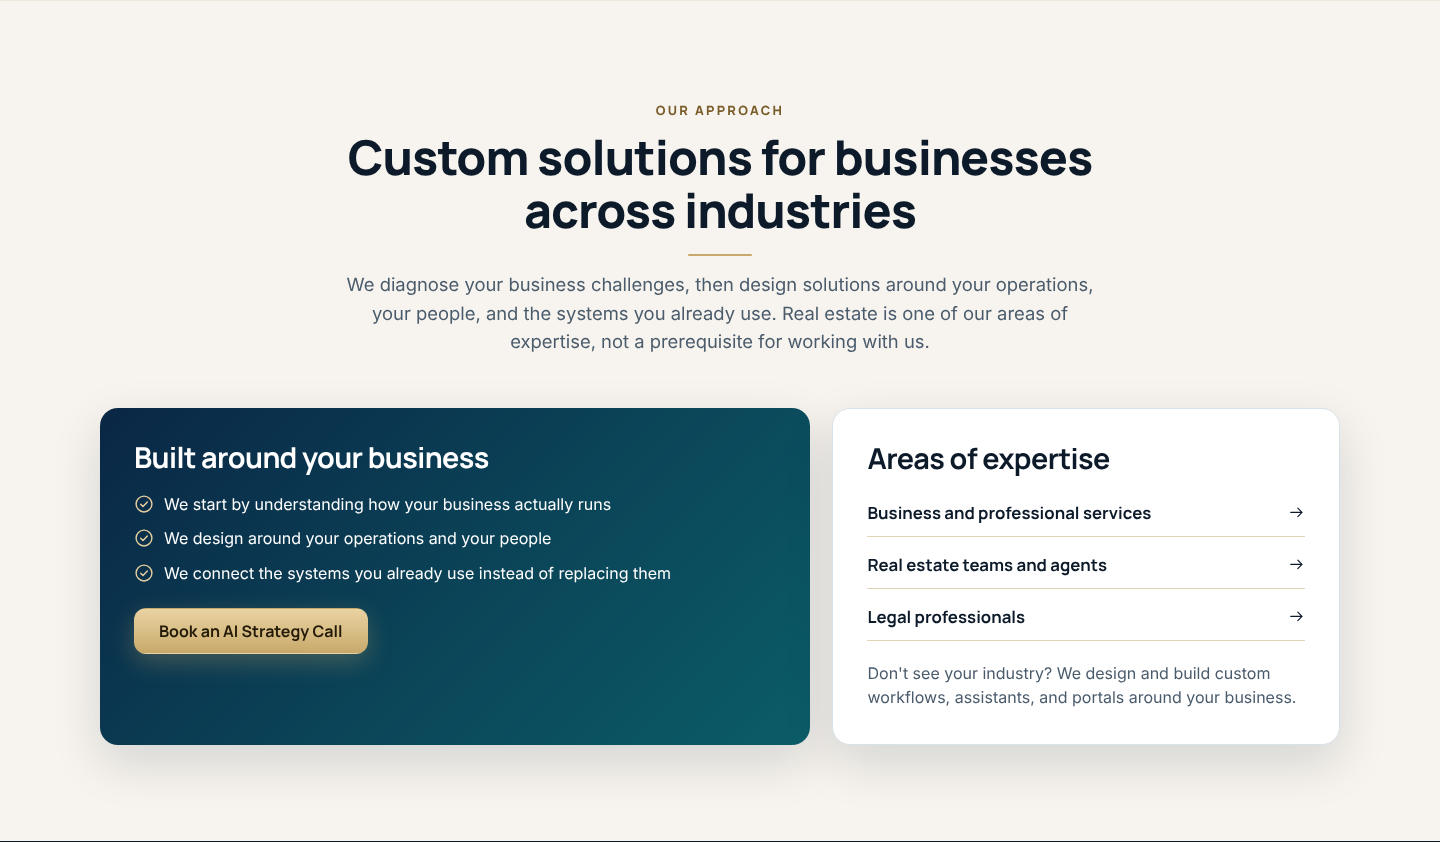 OUR APPROACH
Custom solutions for businesses
across industries
We diagnose your business challenges, then design solutions around your operations,
your people, and the systems you already use. Real estate is one of our areas of
expertise, not a prerequisite for working with us.
Built around your business
We start by understanding how your business actually runs
We design around your operations and your people
We connect the systems you already use instead of replacing them
Book an AI Strategy Call
Areas of expertise
Business and professional services
Real estate teams and agents
Legal professionals
Don't see your industry? We design and build custom
workflows, assistants, and portals around your business.